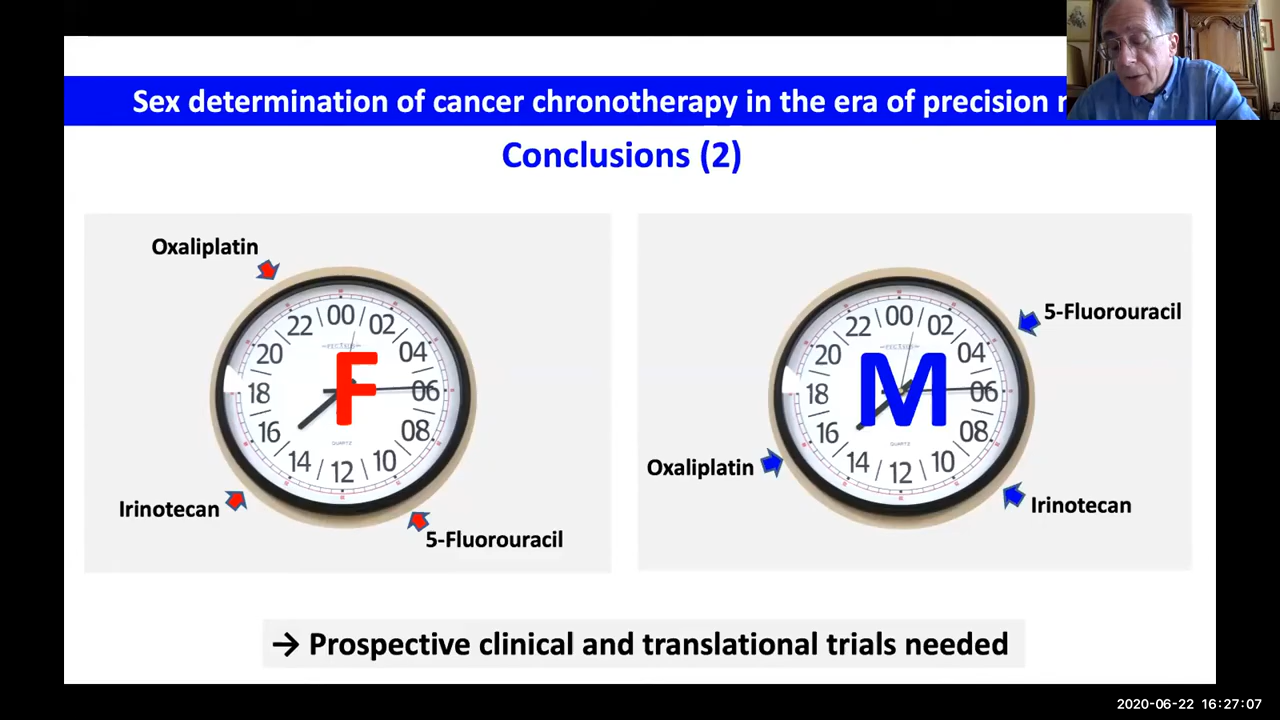 Sex determination of cancer chronotherapy in the era of precision
Conclusions (2)
Oxaliplatin
00
02
04
06
08
10
12
14
16
18
20
22
F
QUARTZ
Irinotecan
5-Fluorouracil
5-Fluorouracil
00
02
04
06
08
10
12
14
16
18
20
22
M
QUARTZ
Oxaliplatin
Irinotecan
→ Prospective clinical and translational trials needed
2020-06-22 16:27:07